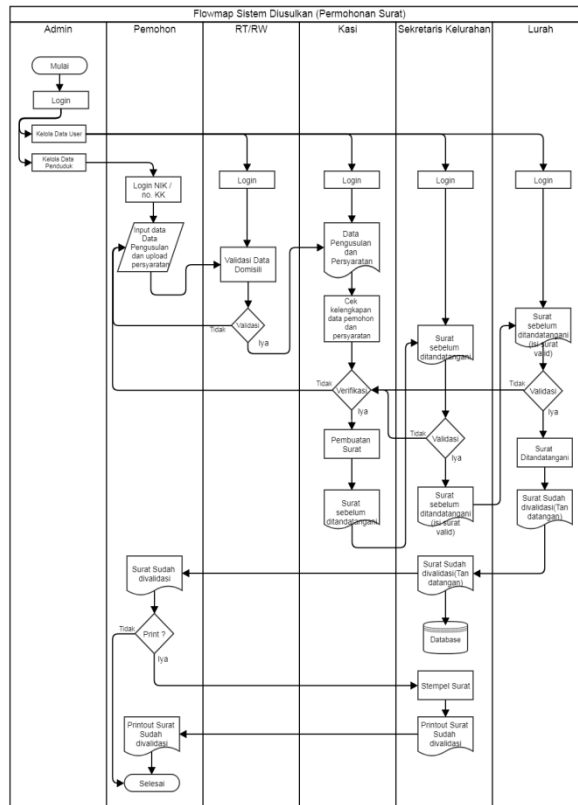 Flowmap Sistem Diusulkan (Permohonan Surat)
Admin
Pemohon
RT/RW
Kasi
Sekretaris Kelurahan
Lurah
Mulai
Login
Kelola Data User
Kelola Data
Penduduk
Login NIK /
no. KK
Login
Login
Login
Login
Input data
Data
Pengusulan
dan upload
persyaratan
Validasi Data
Domisili
Validasi
Tidak
Iya
Data
Pengusulan
dan
Persyaratan
Cek
kelengkapan
data pemohon
dan
persyaratan
Verifikasi
Tidak
Iya
Pembuatan
Surat
Surat
sebelum
ditandatangani
Surat
sebelum
ditandatangani
Validasi
Tidak
Iya
Surat
sebelum
ditandatangani
(isi surat
valid)
Surat
sebelum
ditandatangani
(isi surat
valid)
Validasi
Tidak
Iya
Surat
Ditandatangani
Surat Sudah
divalidasi(Tan
datangan)
Surat Sudah
divalidasi(Tan
datangan)
Database
Surat Sudah
divalidasi
Print ?
Tidak
Iya
Stempel Surat
Printout Surat
Sudah
divalidasi
Printout Surat
Sudah
divalidasi
Selesai